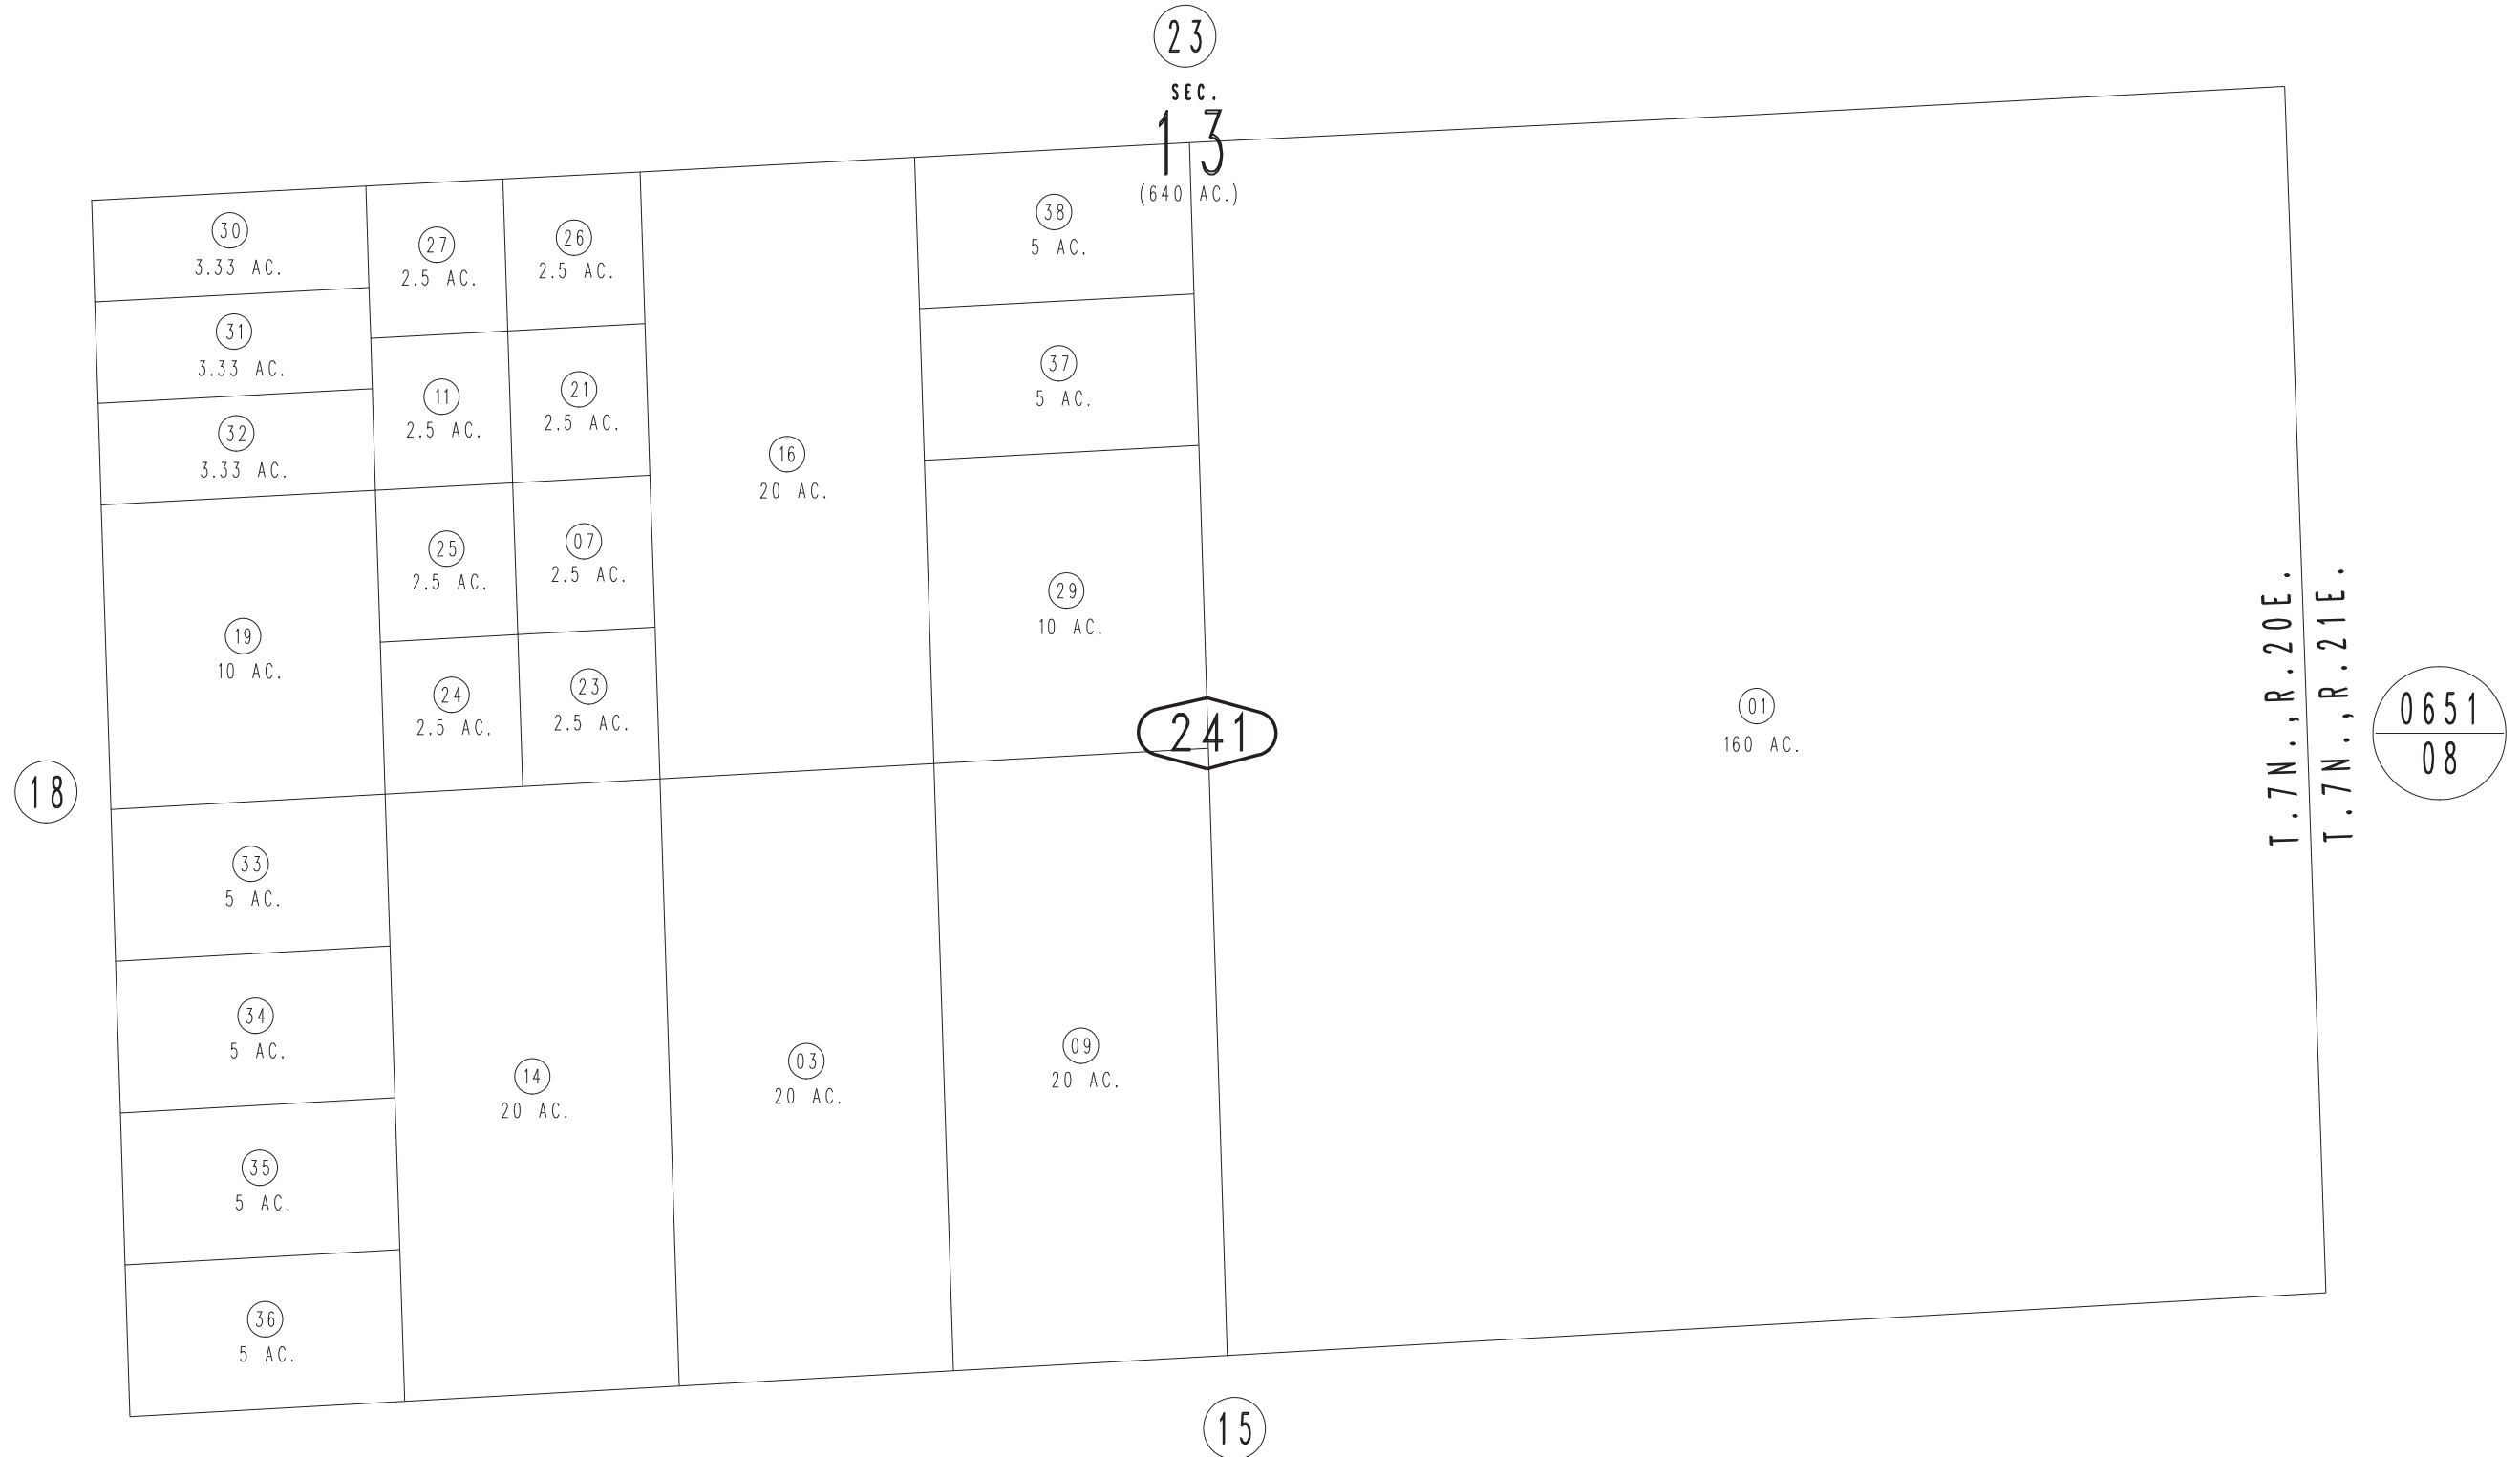 23
SEC.
13
(640 AC.)
30
3.33 AC.
27
2.5 AC.
26
2.5 AC.
38
5 AC.
31
3.33 AC.
11
2.5 AC.
21
2.5 AC.
37
5 AC.
32
3.33 AC.
16
20 AC.
25
2.5 AC.
07
2.5 AC.
29
10 AC.
19
10 AC.
24
2.5 AC.
23
2.5 AC.
241
01
160 AC.
T.7N.,R.20E.
T.7N.,R.21E.
0651
08
18
33
5 AC.
34
5 AC.
14
20 AC.
03
20 AC.
09
20 AC.
35
5 AC.
36
5 AC.
15